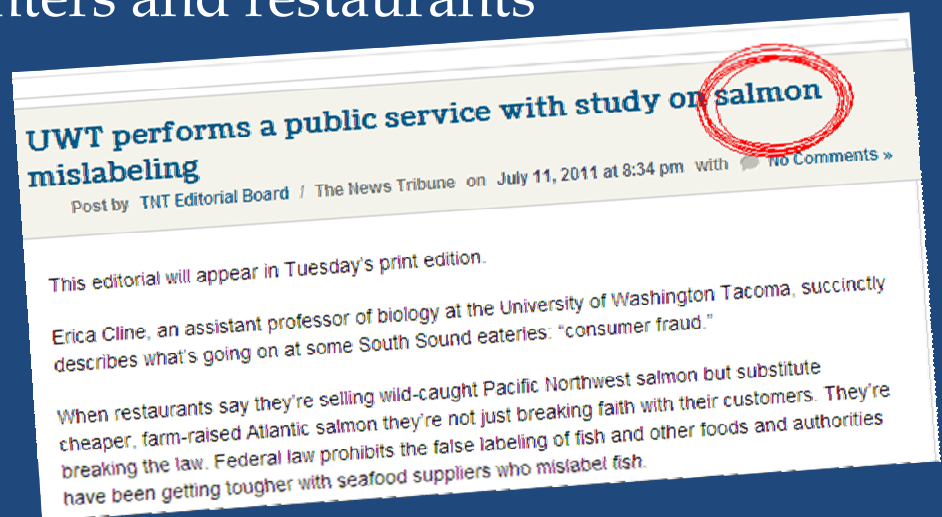 and restaurants
UWT performs a public service with study on salmon
mislabeling
Post by TNT Editorial Board / The News Tribune on July 11, 2011 at 8:34 pm with No Comments »
This editorial will appear in Tuesday's print edition.
Erica Cline, an assistant professor of biology at the University of Washington Tacoma, succinctly
describes what's going on at some South Sound eateries: "consumer fraud."
When restaurants say they're selling wild-caught Pacific Northwest salmon but substitute
cheaper, farm-raised Atlantic salmon they're not just breaking faith with their customers. They're
breaking the law. Federal law prohibits the false labeling of fish and other foods and authorities
have been getting tougher with seafood suppliers who mislabel fish.